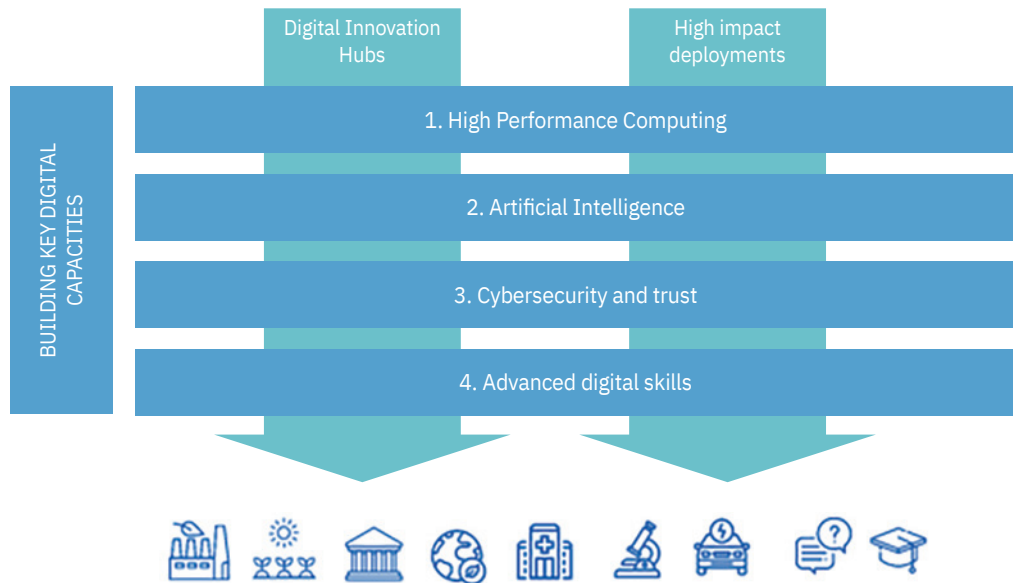 Digital Innovation
Hubs
High impact
deployments
BUILDING KEY DIGITAL
CAPACITIES
1. High Performance Computing
2. Artificial Intelligence
3. Cybersecurity and trust
4. Advanced digital skills
?